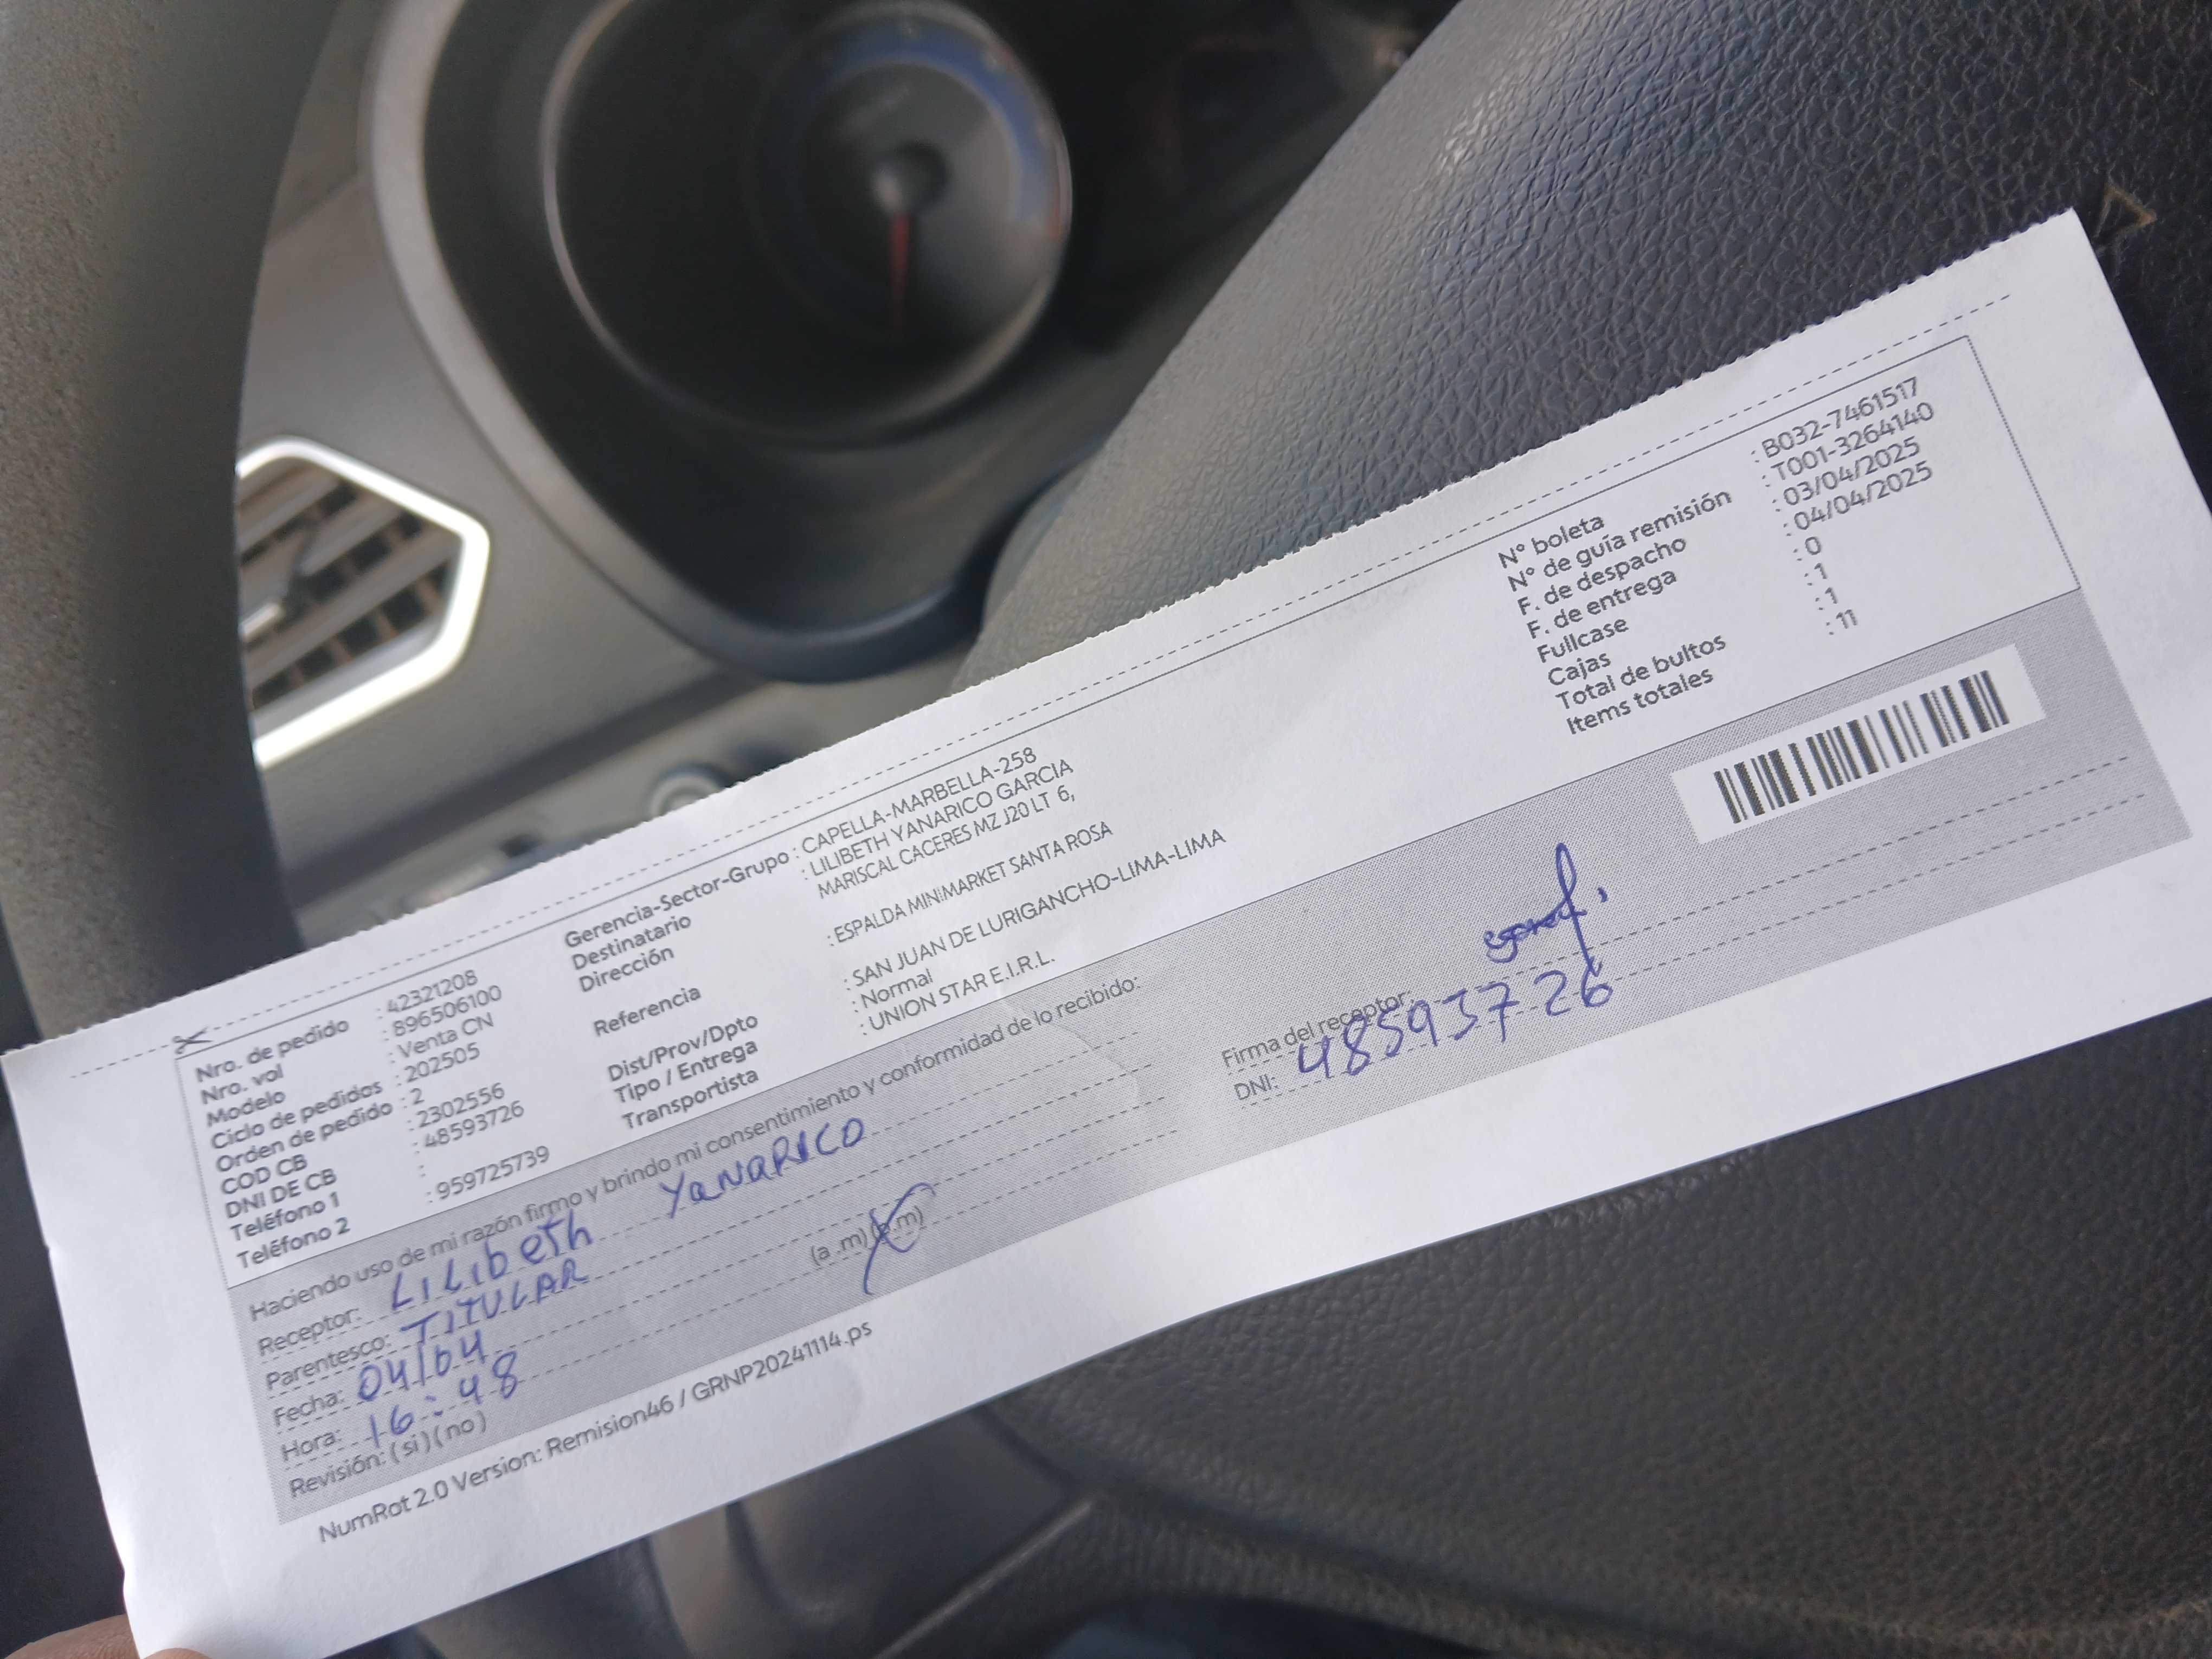 Nro. de pedido : 42321208
Nro. vol : 896506100
Modelo : Venta CN
Ciclo de pedidos : 202505
Orden de pedido : 2
COD CB : 2302556
DNI DE CB : 48593726
Teléfono 1 :
Teléfono 2 : 959725739
Gerencia-Sector-Grupo : CAPELLA-MARBELLA-258
Destinatario : LILIBETH YANARICO GARCIA
Dirección MARISCAL CACERES MZ J20 LT 6,
Referencia : ESPALDA MINIMARKET SANTA ROSA
Dist/Prov/Dpto : SAN JUAN DE LURIGANCHO-LIMA-LIMA
Tipo / Entrega : Normal
Transportista : UNION STAR E.I.R.L.
N° boleta : B032-7461517
N° de guía remisión : T001-3264140
F. de despacho : 03/04/2025
F. de entrega : 04/04/2025
Fullcase : 0
Cajas : 1
Total de bultos : 1
Items totales : 11
Haciendo uso de mi razón firmo y brindo mi consentimiento y conformidad de lo recibido:
Receptor: LILIbeTh YaNaRICO
Parentesco: TITULAR
Fecha: 04/04
Hora: 16:48 (a .m) (p.m)
Revisión: (si) (no)
Firma del receptor:
DNI: 48593726
NumRot 2.0 Version: Remision46 / GRNP20241114.ps